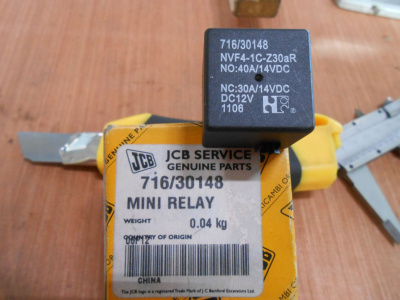 716/30148
NVF4-1C-Z30aR
NO:40A/14VDC
NC:30A/14VDC
DC12V
1106
JCB
JCB SERVICE
GENUINE PARTS
716/30148
MINI RELAY
WEIGHT
0.04 kg
COUNTRY OF ORIGIN
CHINA
The JCB logo is a registered Trade Mark of J C Bamford Excavators Ltd.